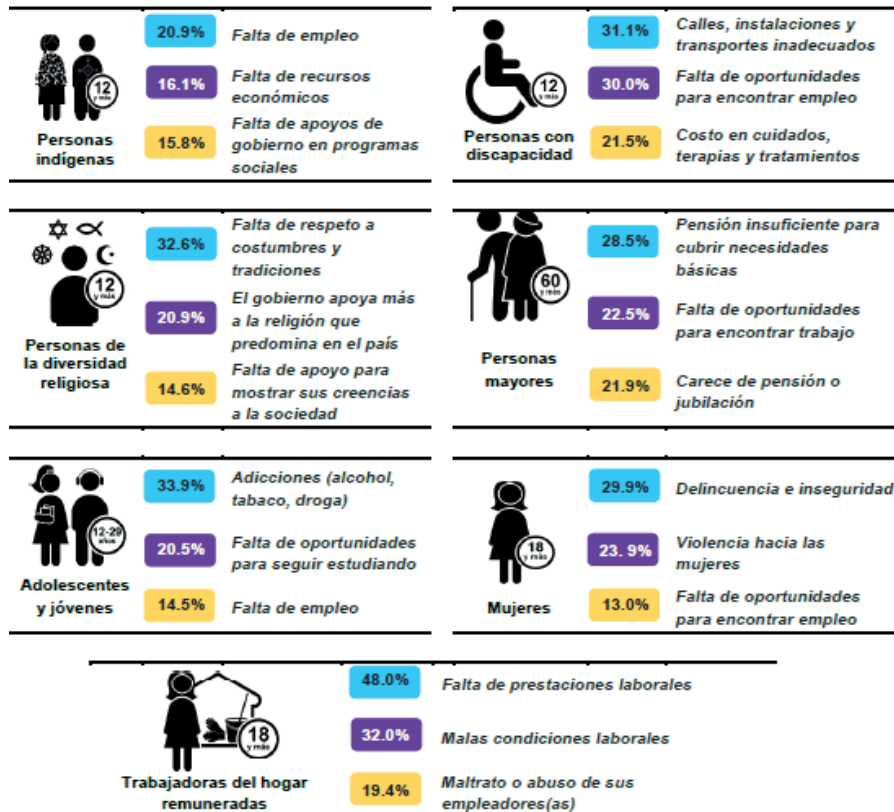 20.9%
Falta de empleo
16.1%
Falta de recursos
económicos
15.8%
Falta de apoyos de
gobierno en programas
sociales
12
y más
Personas
indígenas
31.1%
Calles, instalaciones y
transportes inadecuados
30.0%
Falta de oportunidades
para encontrar empleo
21.5%
Costo en cuidados,
terapias y tratamientos
12
y más
Personas con
discapacidad
32.6%
Falta de respeto a
costumbres y
tradiciones
20.9%
El gobierno apoya más
a la religión que
predomina en el país
14.6%
Falta de apoyo para
mostrar sus creencias
a la sociedad
12
y más
Personas de
la diversidad
religiosa
28.5%
Pensión insuficiente para
cubrir necesidades
básicas
22.5%
Falta de oportunidades
para encontrar trabajo
21.9%
Carece de pensión o
jubilación
60
y más
Personas
mayores
33.9%
Adicciones (alcohol,
tabaco, droga)
20.5%
Falta de oportunidades
para seguir estudiando
14.5%
Falta de empleo
12-29
años
Adolescentes
y jóvenes
29.9%
Delincuencia e inseguridad
23. 9%
Violencia hacia las
mujeres
13.0%
Falta de oportunidades
para encontrar empleo
18
y más
Mujeres
48.0%
Falta de prestaciones laborales
32.0%
Malas condiciones laborales
19.4%
Maltrato o abuso de sus
empleadores(as)
18
y más
Trabajadoras del hogar
remuneradas